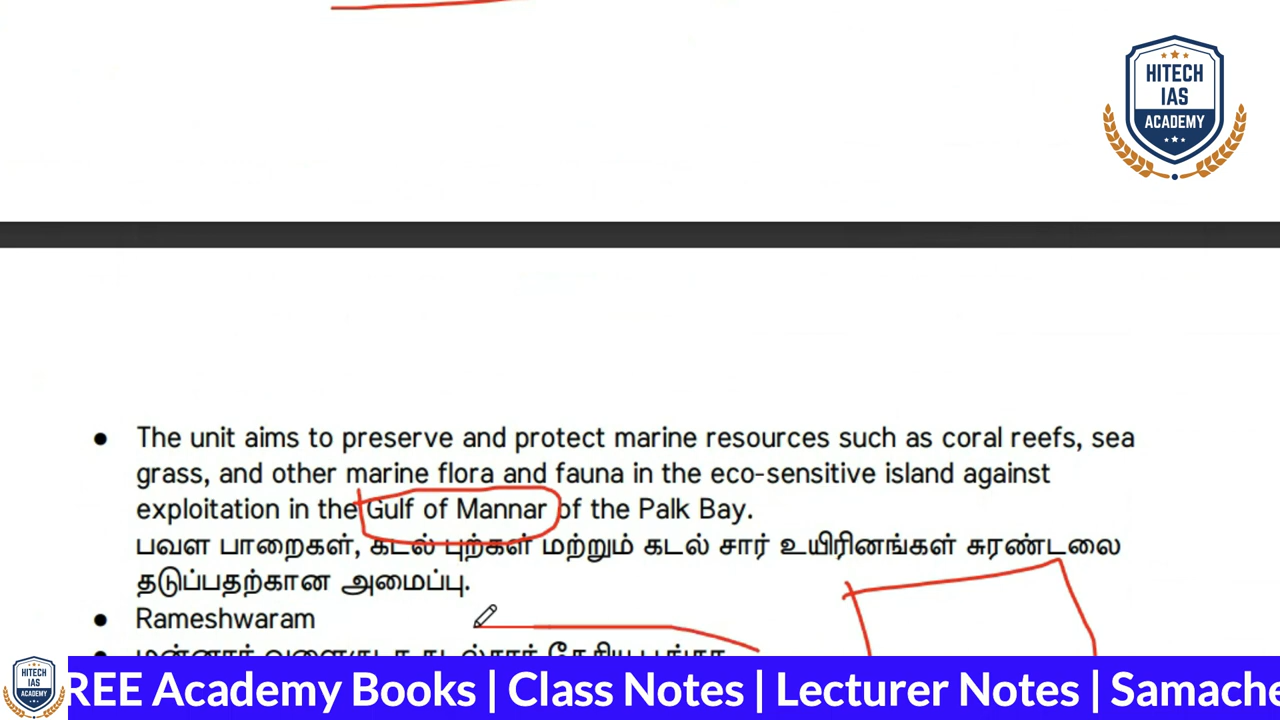 HITECH
IAS
ACADEMY
● The unit aims to preserve and protect marine resources such as coral reefs, sea
grass, and other marine flora and fauna in the eco-sensitive island against
exploitation in the Gulf of Mannar of the Palk Bay.
பவள பாறைகள், கடல் புற்கள் மற்றும் கடல் சார் உயிரினங்கள் சுரண்டலை
தடுப்பதற்கான அமைப்பு.
● Rameshwaram
HITECH
IAS
ACADEMY
REE Academy Books | Class Notes | Lecturer Notes | Samache